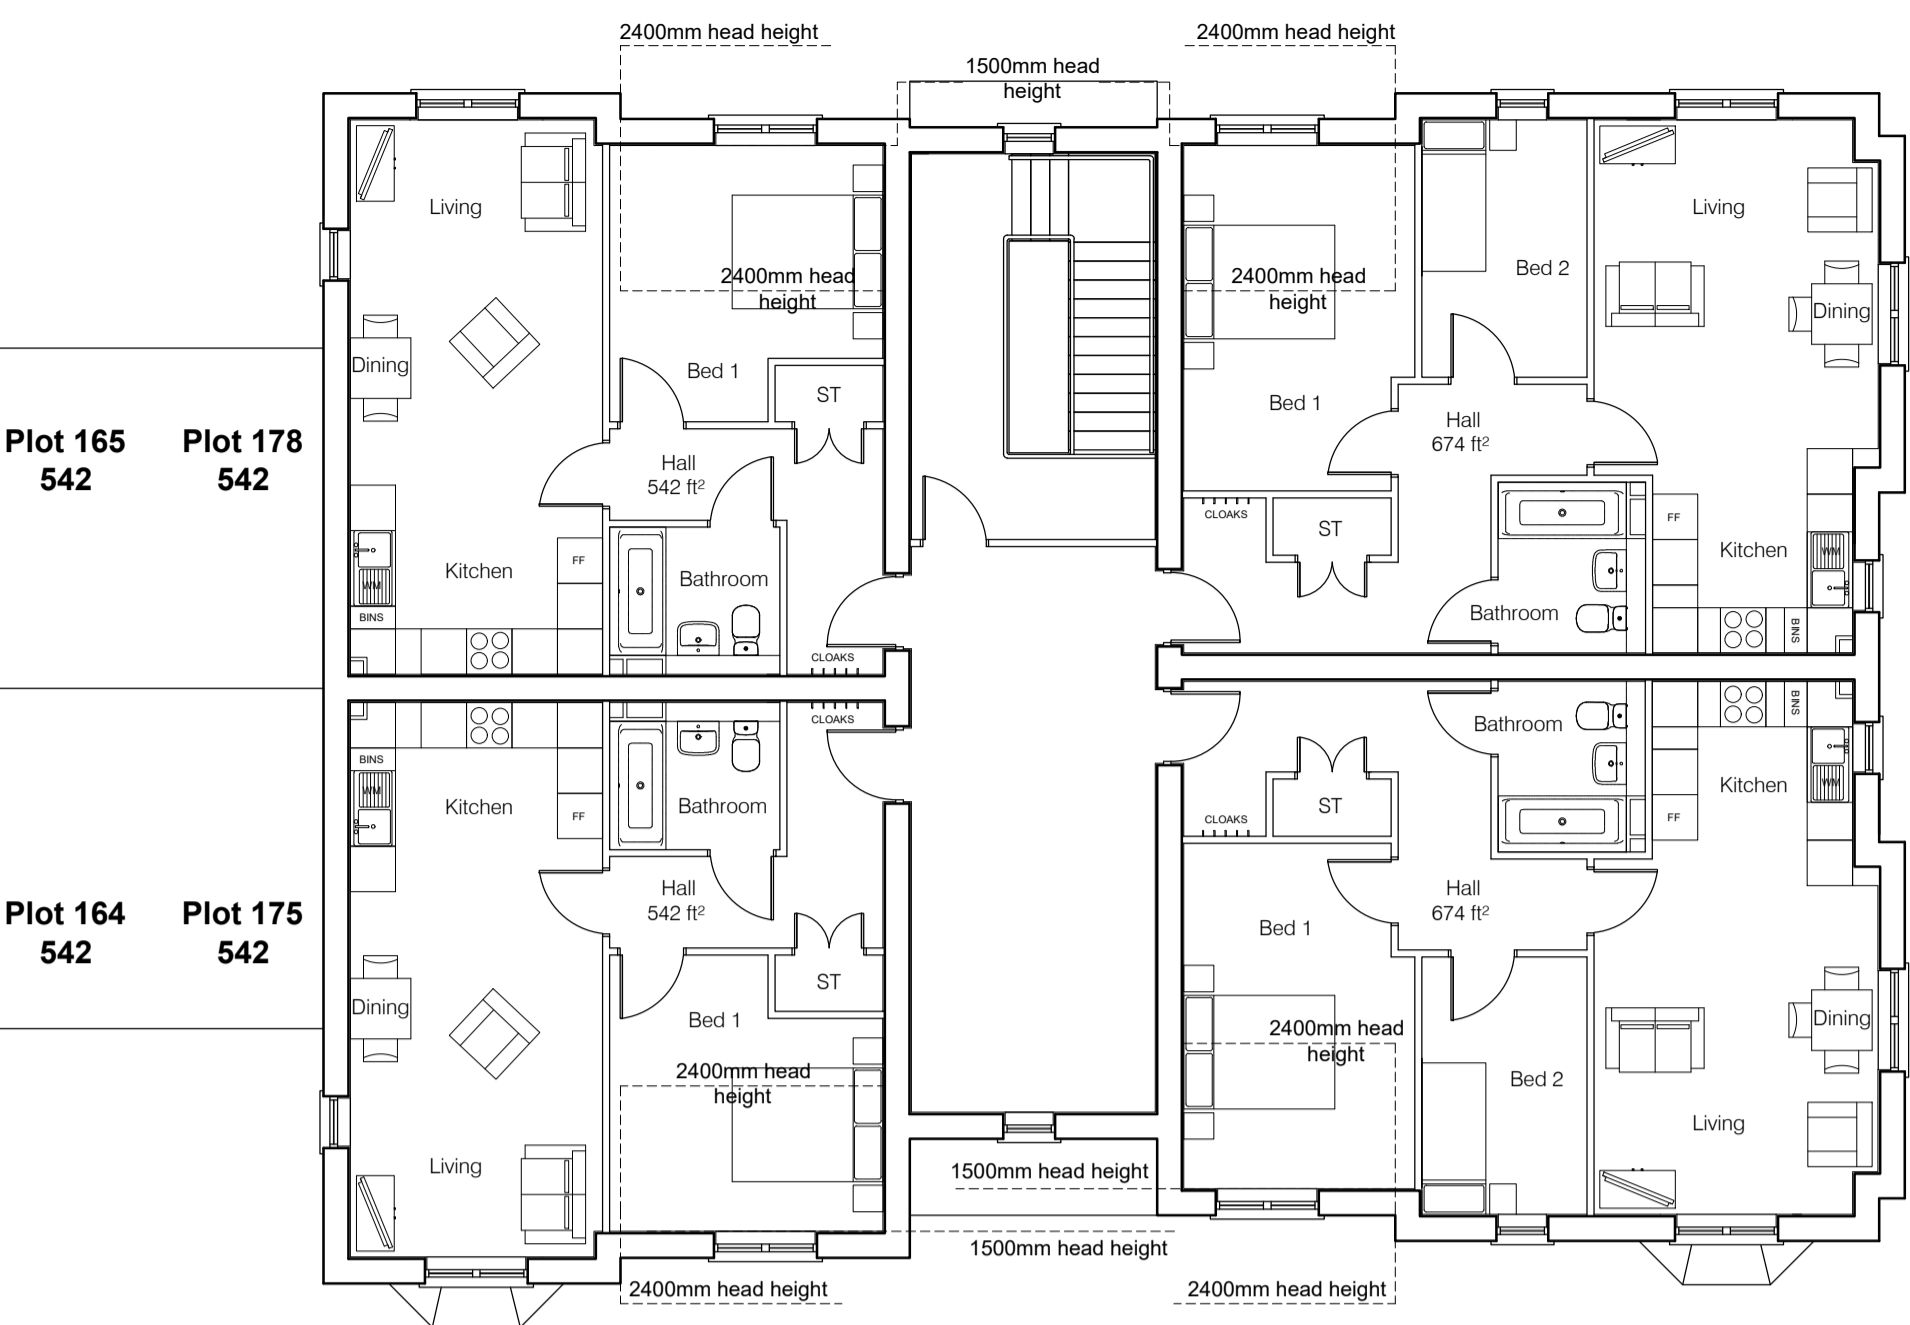 2400mm head height
2400mm head height
1500mm head
height
Living
Living
2400mm head
height
2400mm head
height
Bed 2
Dining
Dining
Bed 1
ST
Bed 1
Hall
674 ft²
Plot 165
542
Plot 178
542
Hall
542 ft²
CLOAKS
ST
FF
Kitchen
FF
Bathroom
Kitchen
WM
WM
BINS
Bathroom
BINS
CLOAKS
CLOAKS
BINS
Bathroom
BINS
WM
Kitchen
FF
Bathroom
CLOAKS
ST
FF
Kitchen
WM
Plot 164
542
Plot 175
542
Hall
542 ft²
Hall
674 ft²
Bed 1
ST
Dining
Bed 1
Dining
2400mm head
height
2400mm head
height
Bed 2
Living
Living
1500mm head height
1500mm head height
2400mm head height
2400mm head height